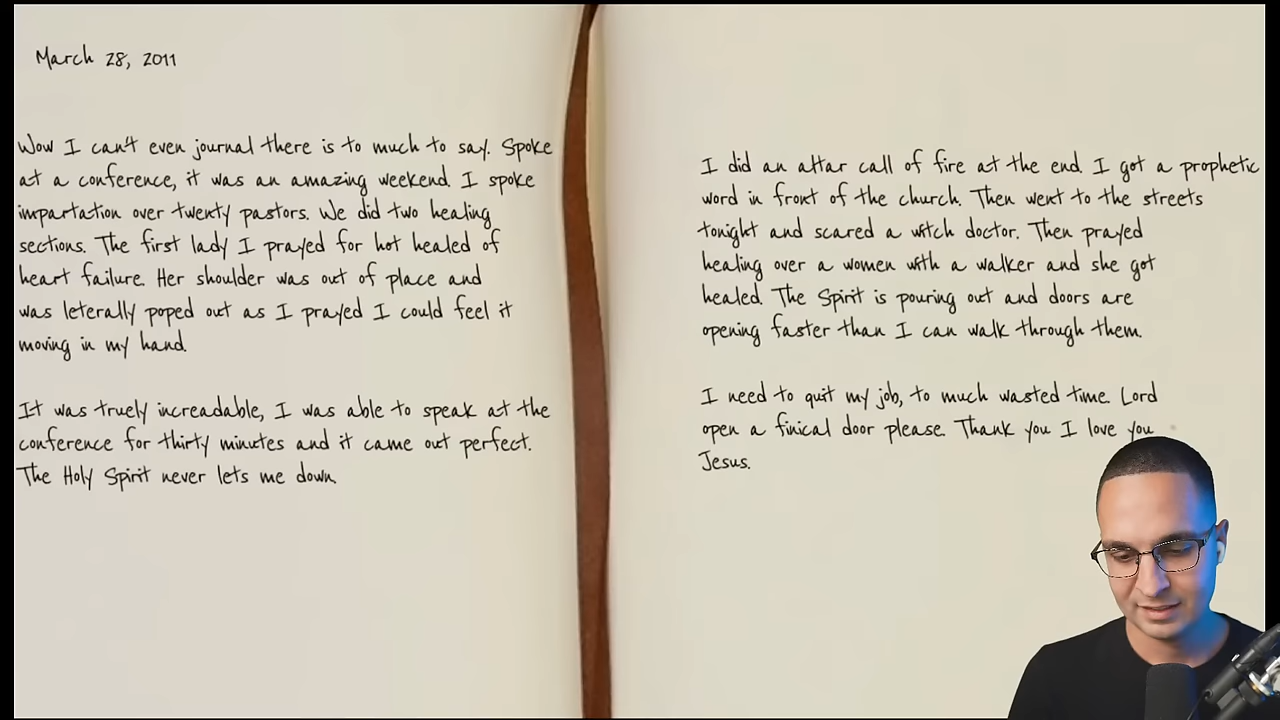 March 28, 2011
Wow I can't even journal there is to much to say. Spoke
at a conference, it was an amazing weekend. I spoke
impartation over twenty pastors. We did two healing
sections. The first lady I prayed for hot healed of
heart failure. Her shoulder was out of place and
was leterally poped out as I prayed I could feel it
moving in my hand.
It was truely increadable, I was able to speak at the
conference for thirty minutes and it came out perfect.
The Holy Spirit never lets me down.
I did an altar call of fire at the end. I got a prophetic
word in front of the church. Then went to the streets
tonight and scared a witch doctor. Then prayed
healing over a women with a walker and she got
healed. The Spirit is pouring out and doors are
opening faster than I can walk through them.
I need to quit my job, to much wasted time. Lord
open a finical door please. Thank you I love you
Jesus.